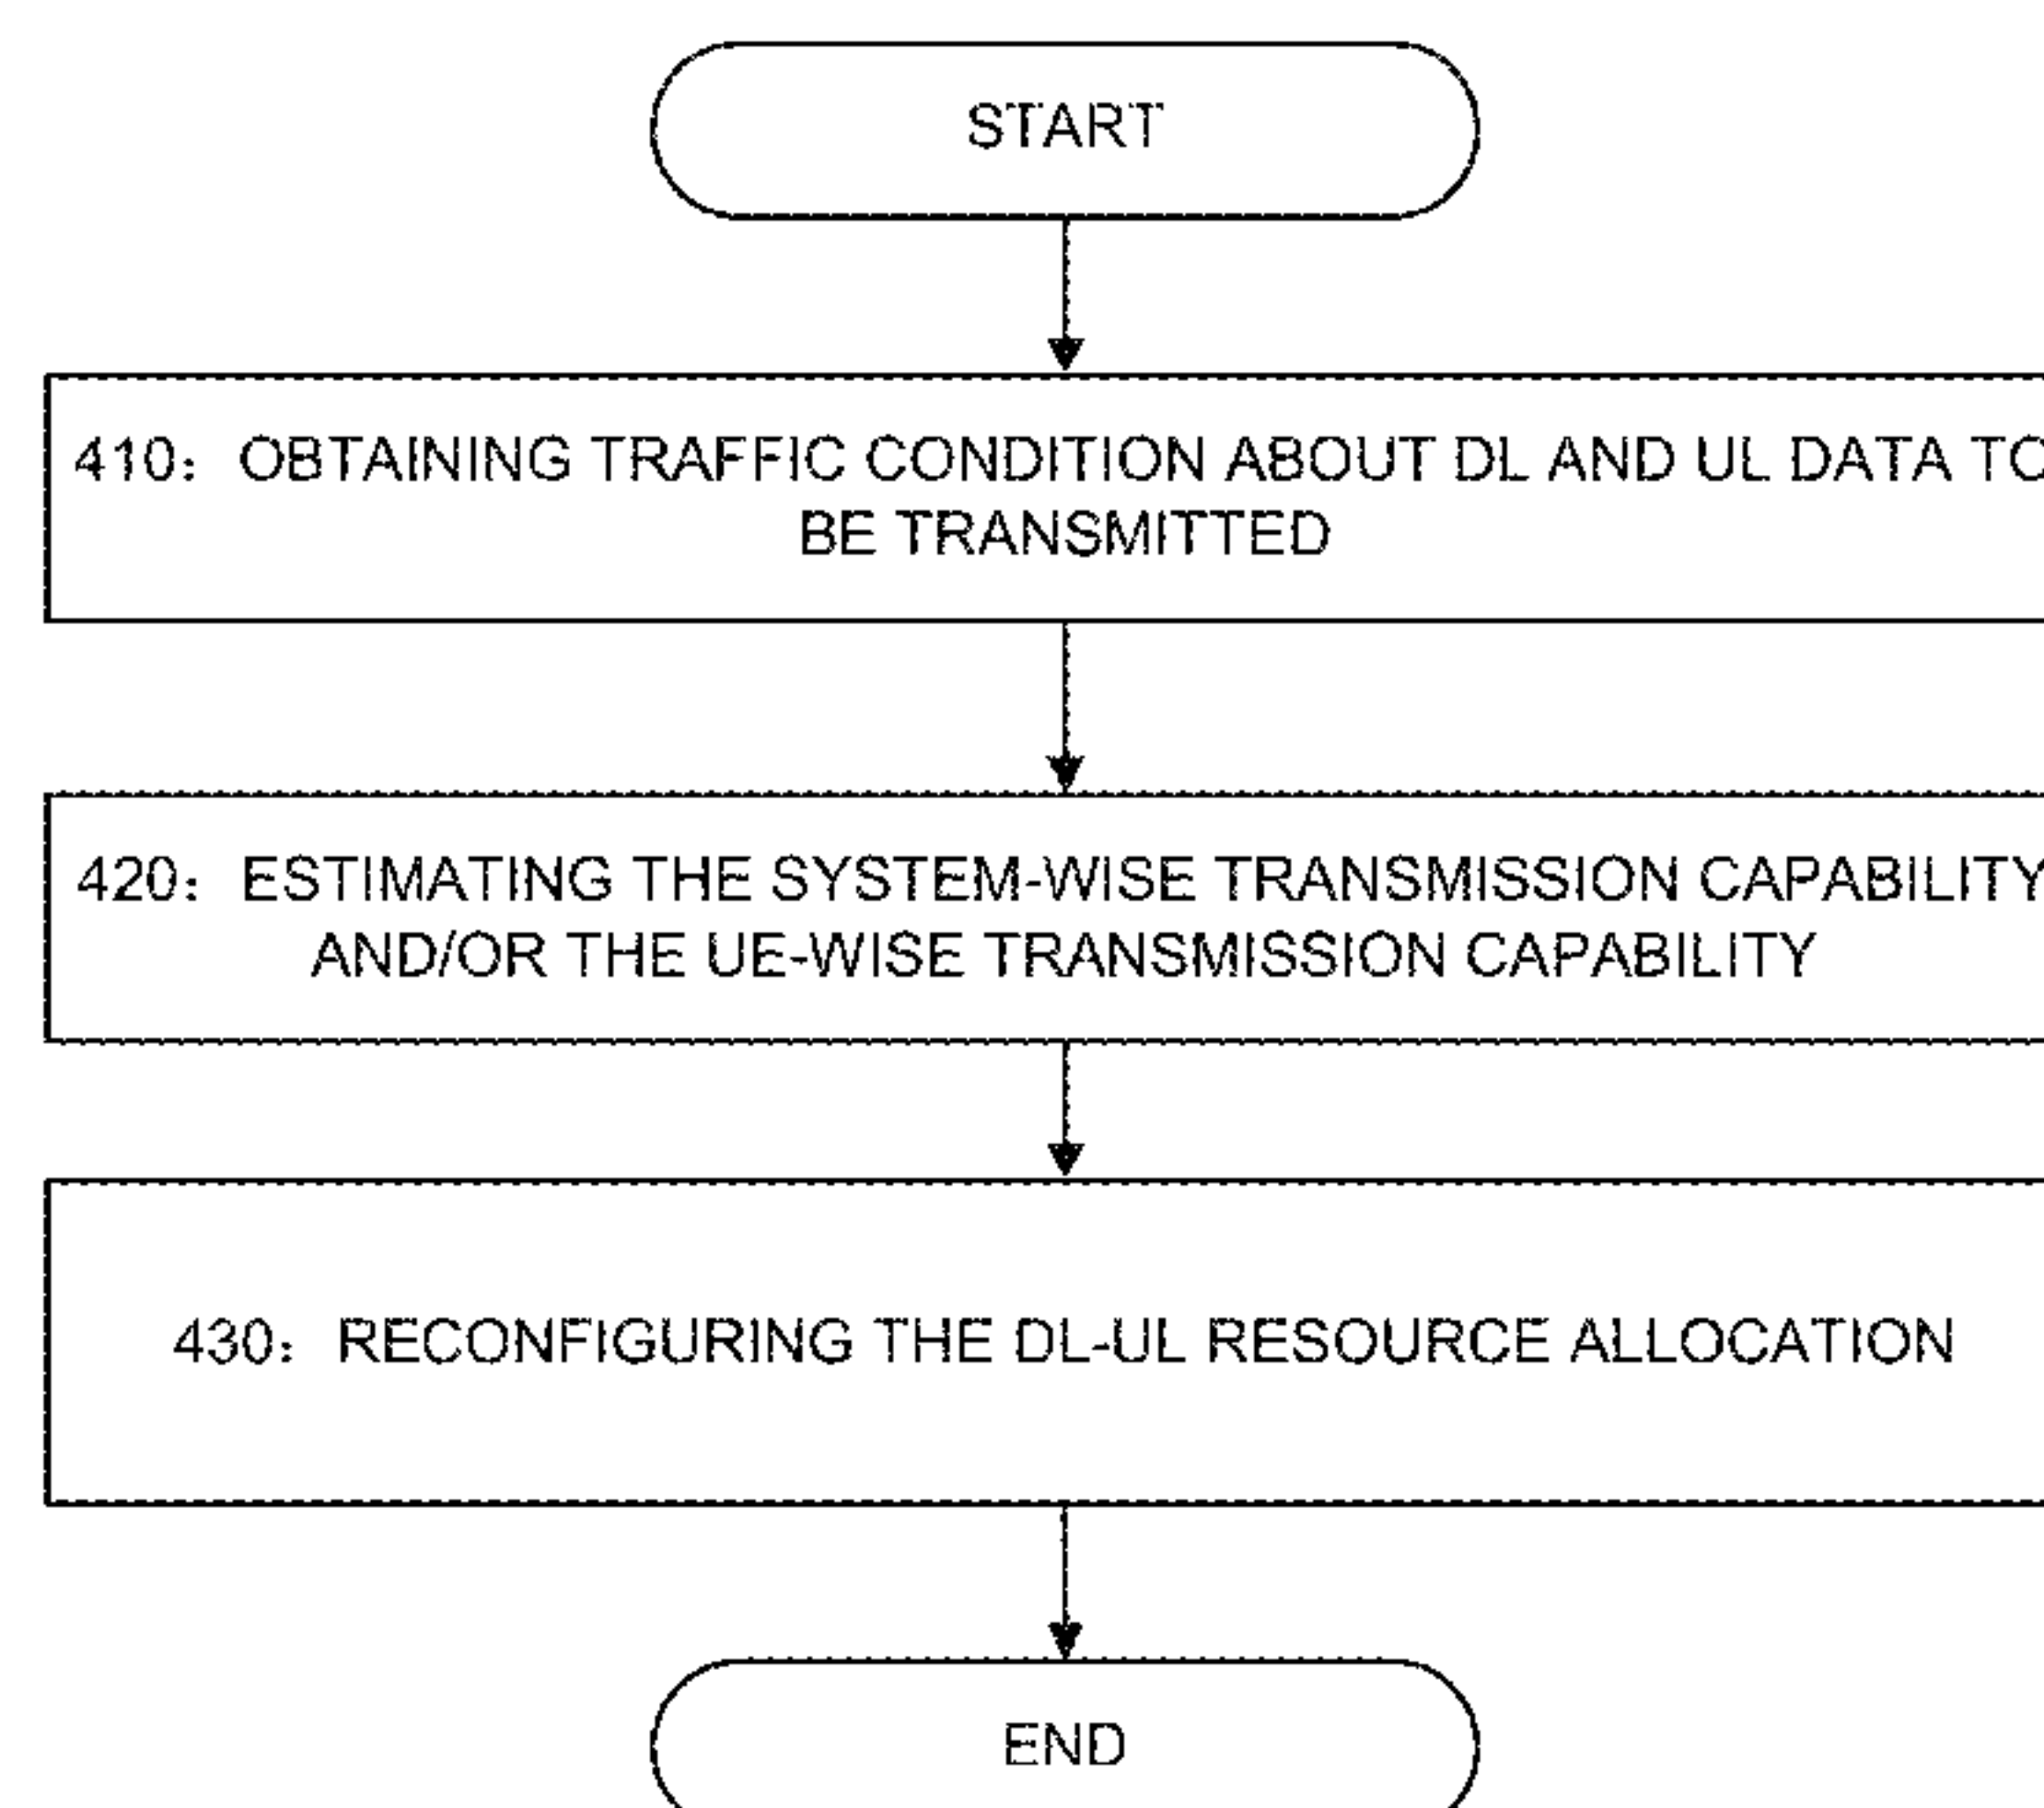 START
410: OBTAINING TRAFFIC CONDITION ABOUT DL AND UL DATA TO
BE TRANSMITTED
420: ESTIMATING THE SYSTEM-WISE TRANSMISSION CAPABILITY
AND/OR THE UE-WISE TRANSMISSION CAPABILITY
430: RECONFIGURING THE DL-UL RESOURCE ALLOCATION
END